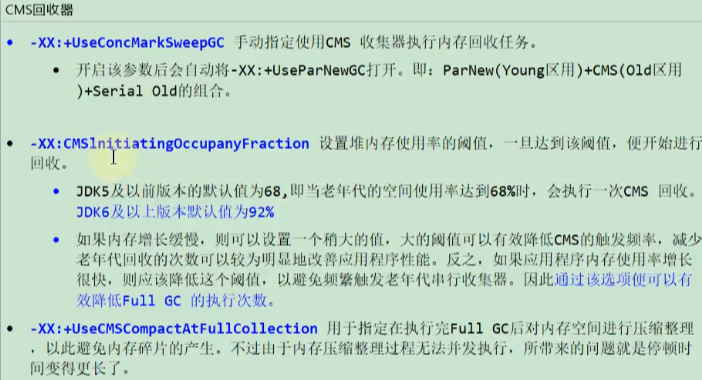 CMS回收器
-XX:+UseConcMarkSweepGC 手动指定使用CMS 收集器执行内存回收任务。
开启该参数后会自动将-XX:+UseParNewGC打开。即: ParNew(Young区用)+CMS(Old区用
)+Serial Old的组合。
-XX:CMSlnitiatingOccupanyFraction 设置堆内存使用率的阈值，一旦达到该阈值，便开始进行
回收。
JDK5及以前版本的默认值为68,即当老年代的空间使用率达到68%时，会执行一次CMS 回收。
JDK6及以上版本默认值为92%
如果内存增长缓慢，则可以设置一个稍大的值，大的阈值可以有效降低CMS的触发频率，减少
老年代回收的次数可以较为明显地改善应用程序性能。反之，如果应用程序内存使用率增长
很快，则应该降低这个阈值，以避免频繁触发老年代串行收集器。因此通过该选项便可以有
效降低Full GC 的执行次数。
-XX:+UseCMSCompactAtFullCollection 用于指定在执行完Full GC后对内存空间进行压缩整理
，以此避免内存碎片的产生。不过由于内存压缩整理过程无法并发执行，所带来的问题就是停顿时
间变得更长了。